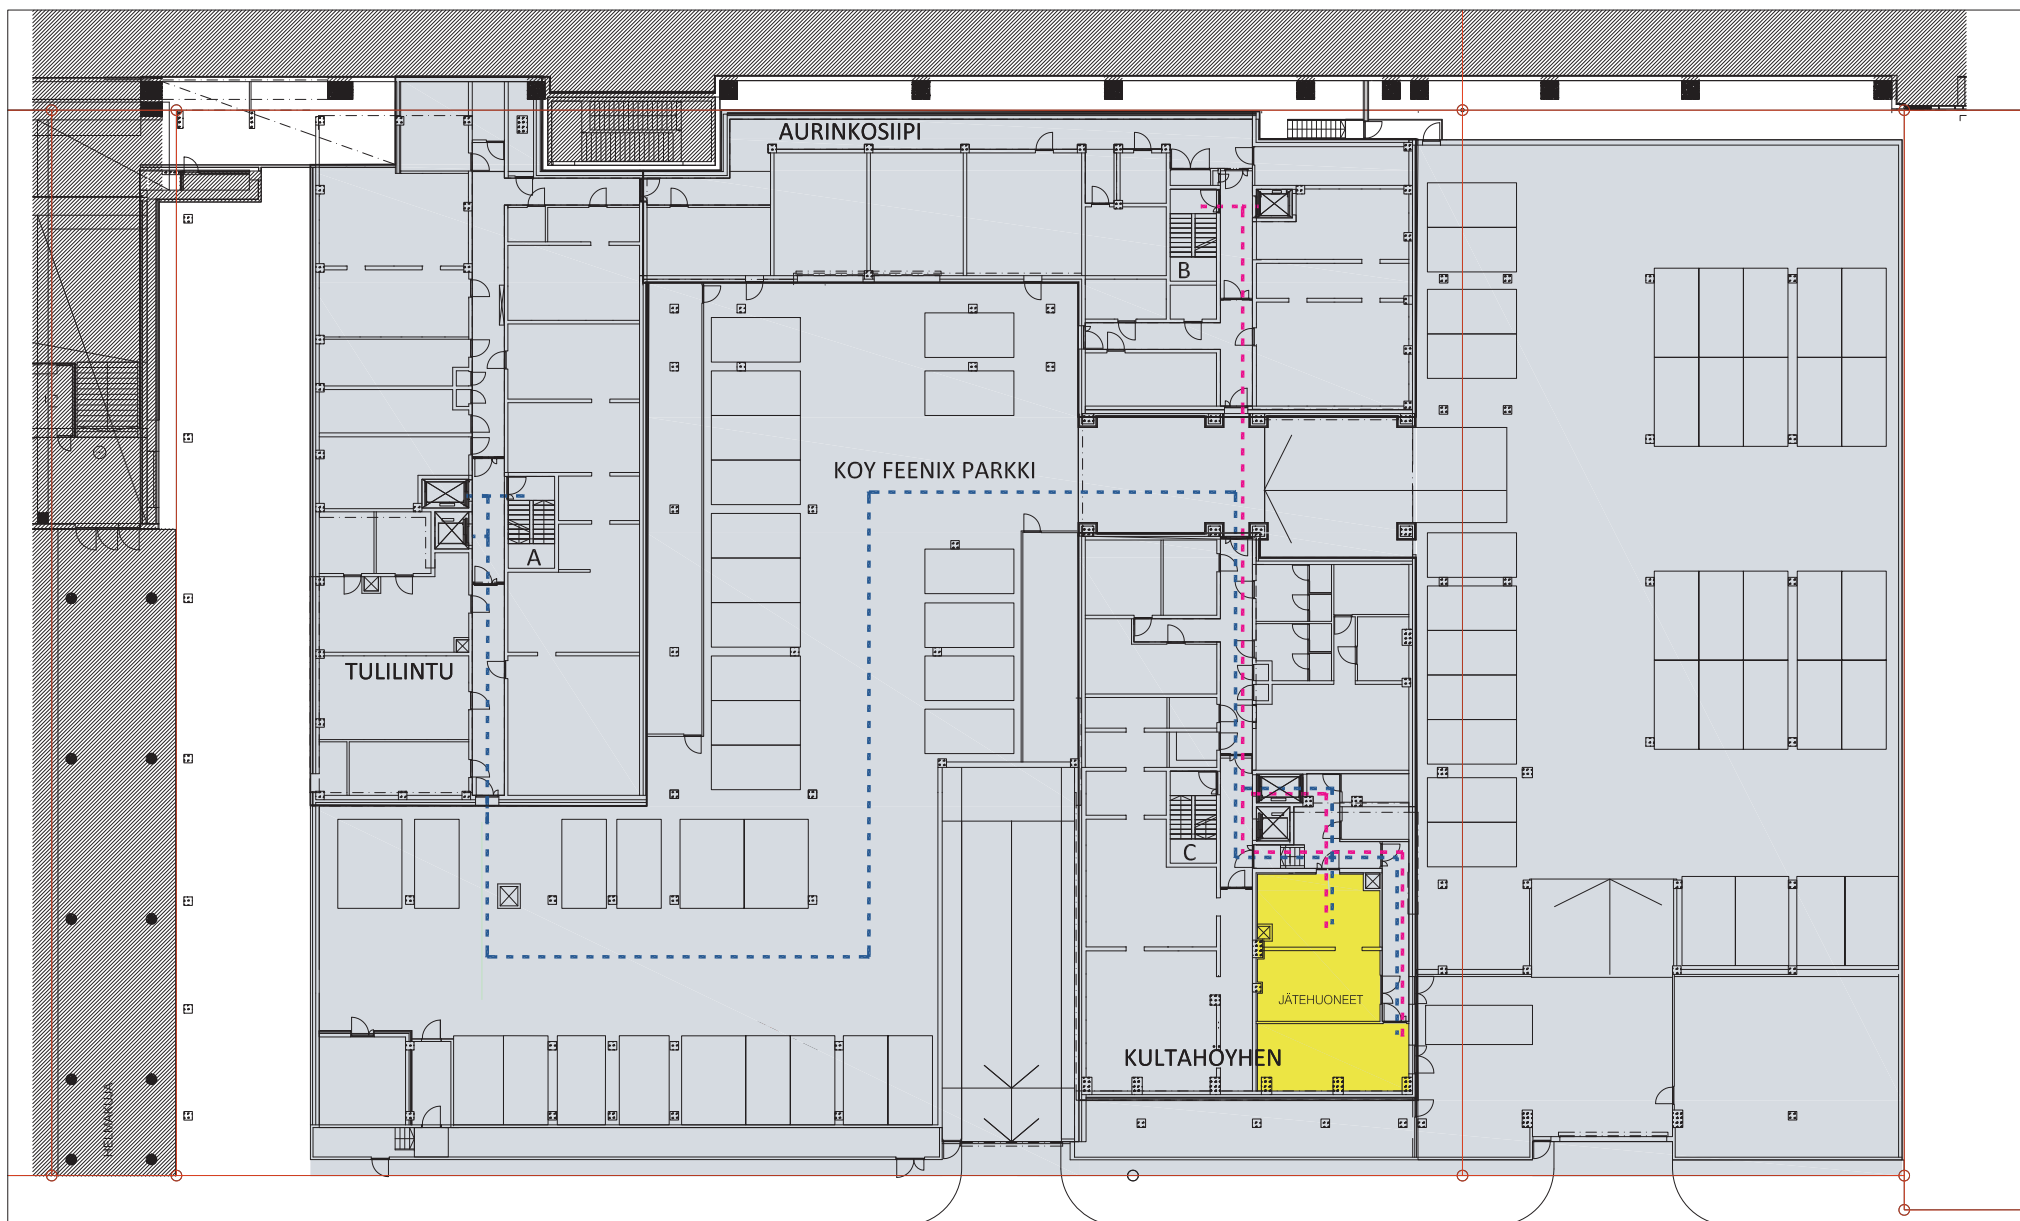 AURINKOSIIPI
B
KOY FEENIX PARKKI
A
TULILINTU
C
JÄTEHUONEET
KULTAHÖYHEN
HELMAKUJA